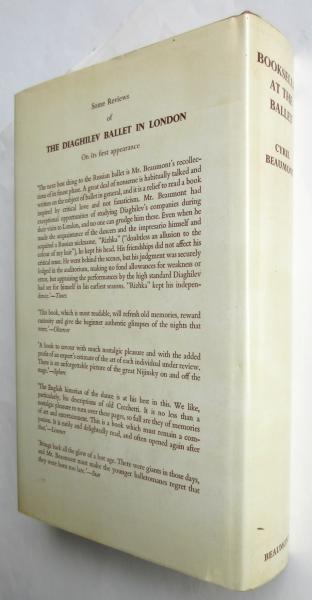 Some Reviews
of
THE DIAGHILEV BALLET IN LONDON
On its first appearance
'The next best thing to the Russian ballet is Mr. Beaumont's recollec-
tions of its finest phase. A great deal of nonsense is habitually talked and
written on the subject of ballet in general, and it is a relief to read a book
inspired by critical love and not fanaticism. Mr. Beaumont had
exceptional opportunities of studying Diaghilev's companies during
their visits to London, and no one can grudge him these. Even when he
made the acquaintance of the dancers and the impresario himself and
acquired a Russian nickname, "Rizhka" ("doubtless an allusion to the
colour of my hair"), he kept his head. His friendships did not affect his
critical sense. He went behind the scenes, but his judgment was securely
lodged in the auditorium, making no fond allowances for weakness or
error, but appraising the performances by the high standard Diaghilev
had set for himself in his earliest seasons. "Rizhka" kept his indepen-
dence.'—Times
'This book, which is most readable, will refresh old memories, reward
curiosity and give the beginner authentic glimpses of the nights that
were.'—Observer
'A book to savour with much nostalgic pleasure and with the added
profit of an expert's estimate of the art of each individual under review.
There is an unforgettable picture of the great Nijinsky on and off the
stage.'—Sphere
'The English historian of the dance is at his best in this. We like,
particularly, his descriptions of old Cecchetti. It is no less than a
nostalgic pleasure to turn over these pages, so full are they of memories
of art and entertainment. This is a book which must remain a com-
panion. It is easily and delightfully read, and often opened again after
that.'—Listener
'Brings back all the glow of a lost age. There were giants in those days,
and Mr. Beaumont must make the younger balletomanes regret that
they were born too late.'—Star
BOOKSELLER
AT THE
BALLET
CYRIL
BEAUMONT
BEAUMONT